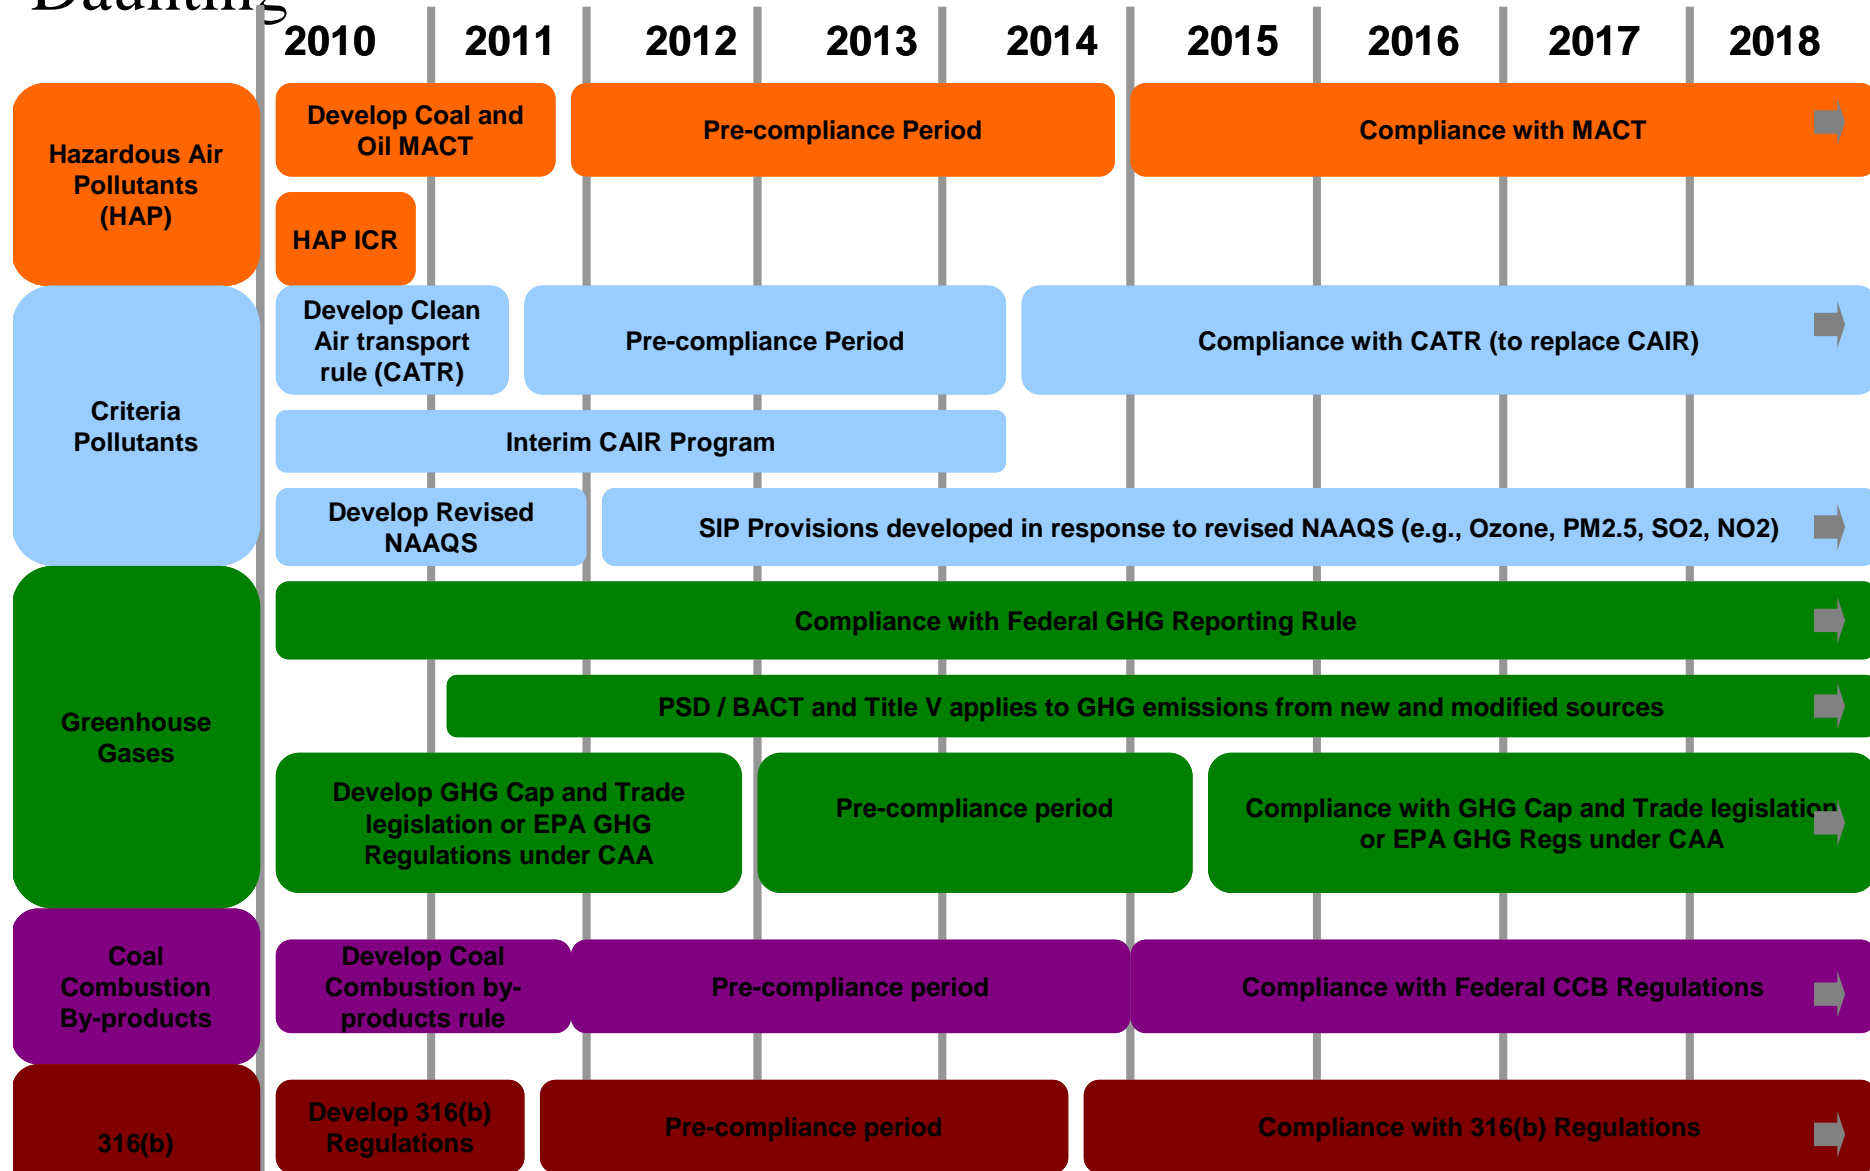 Daunting
2010 2011 2012 2013 2014 2015 2016 2017 2018
Hazardous Air
Pollutants
(HAP)
Develop Coal and
Oil MACT
Pre-compliance Period
Compliance with MACT
HAP ICR
Criteria
Pollutants
Develop Clean
Air transport
rule (CATR)
Pre-compliance Period
Compliance with CATR (to replace CAIR)
Interim CAIR Program
Develop Revised
NAAQS
SIP Provisions developed in response to revised NAAQS (e.g., Ozone, PM2.5, SO2, NO2)
Greenhouse
Gases
Compliance with Federal GHG Reporting Rule
PSD / BACT and Title V applies to GHG emissions from new and modified sources
Develop GHG Cap and Trade
legislation or EPA GHG
Regulations under CAA
Pre-compliance period
Compliance with GHG Cap and Trade legislation
or EPA GHG Regs under CAA
Coal
Combustion
By-products
Develop Coal
Combustion by-
products rule
Pre-compliance period
Compliance with Federal CCB Regulations
316(b)
Develop 316(b)
Regulations
Pre-compliance period
Compliance with 316(b) Regulations